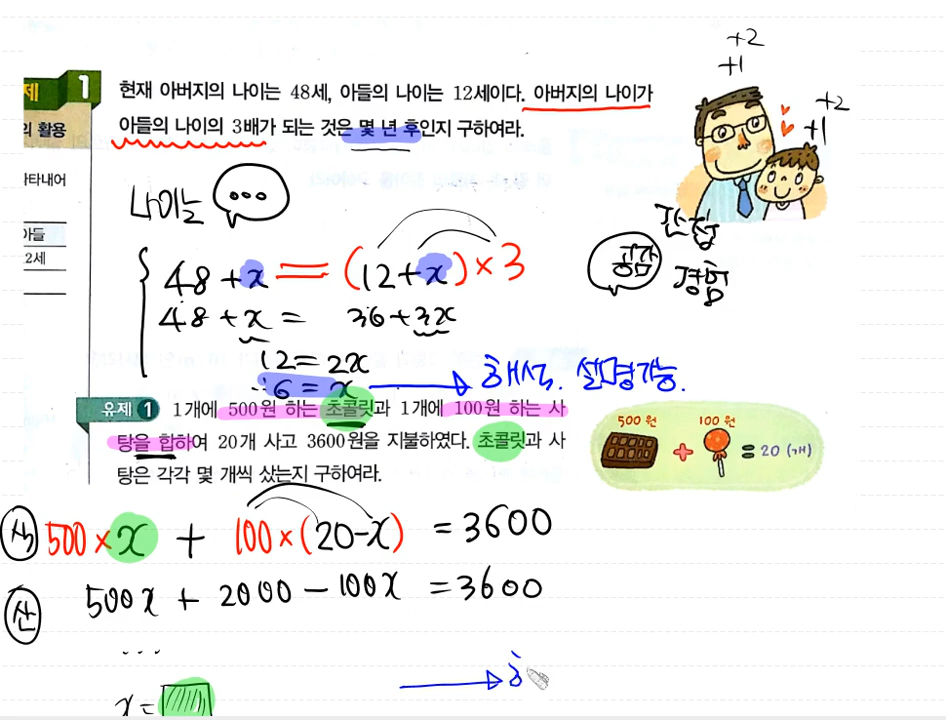 +2
+1
제 1 현재 아버지의 나이는 48세, 아들의 나이는 12세이다. 아버지의 나이가
의 활용 아들의 나이의 3배가 되는 것은 몇 년 후인지 구하여라.
+2
+1
타내어
나이는 ...
아들
2세
관점
공감
경험
48+x=(12+x)×3
48+x= 36+3x
12=2x
6=x 해석. 설명가능.
유제 1 1개에 500원 하는 초콜릿과 1개에 100원 하는 사
탕을 합하여 20개 사고 3600원을 지불하였다. 초콜릿과 사
탕은 각각 몇 개씩 샀는지 구하여라.
500원 100원
+ = 20 (개)
식 500×x + 100×(20-x) =3600
산 500x + 2000 - 100x =3600
...
x=